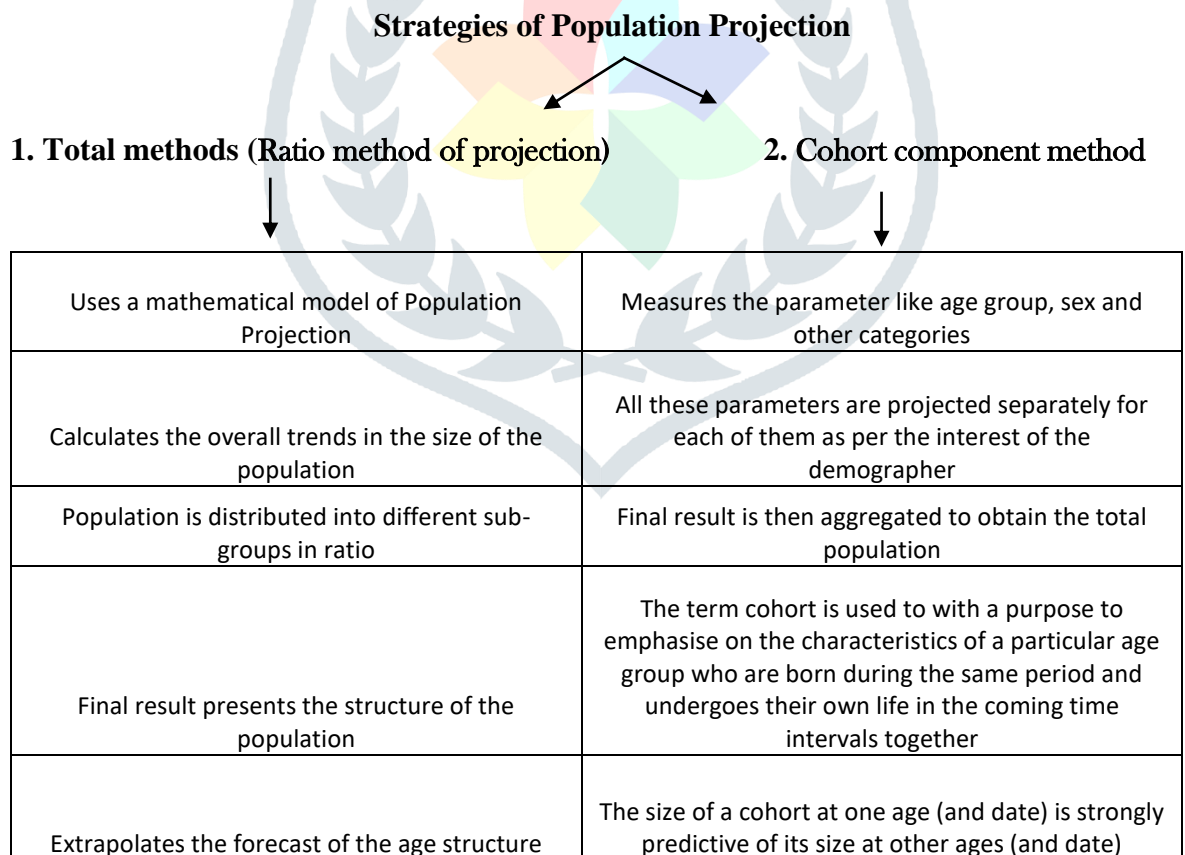 Strategies of Population Projection
1. Total methods (Ratio method of projection)
2. Cohort component method
Uses a mathematical model of Population
Projection
Measures the parameter like age group, sex and
other categories
Calculates the overall trends in the size of the
population
All these parameters are projected separately for
each of them as per the interest of the
demographer
Population is distributed into different sub-
groups in ratio
Final result is then aggregated to obtain the total
population
Final result presents the structure of the
population
The term cohort is used to with a purpose to
emphasise on the characteristics of a particular age
group who are born during the same period and
undergoes their own life in the coming time
intervals together
Extrapolates the forecast of the age structure
The size of a cohort at one age (and date) is strongly
predictive of its size at other ages (and date)